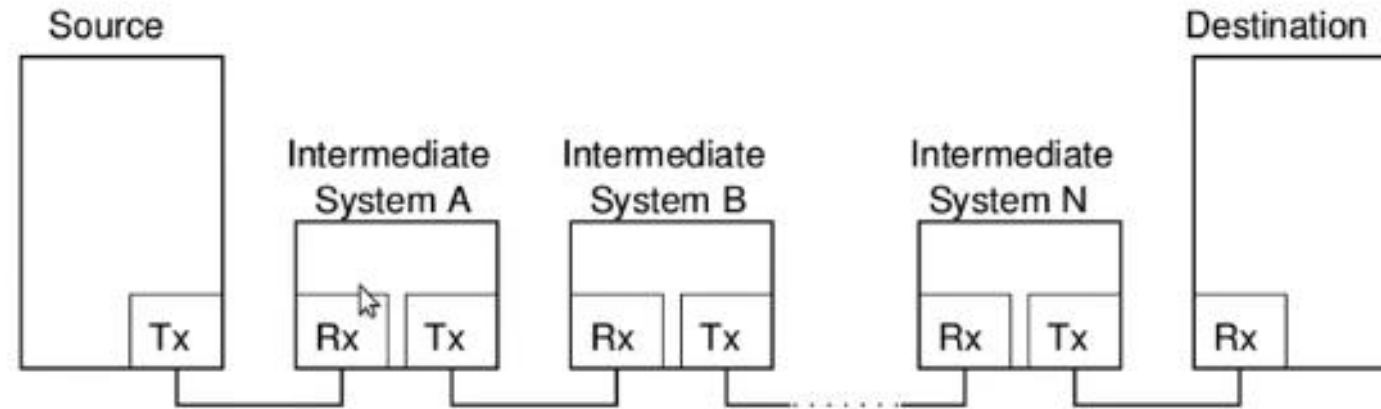 Source
Destination
Intermediate
System A
Intermediate
System B
Intermediate
System N
Tx
Rx
Tx
Rx
Tx
Rx
Tx
Rx